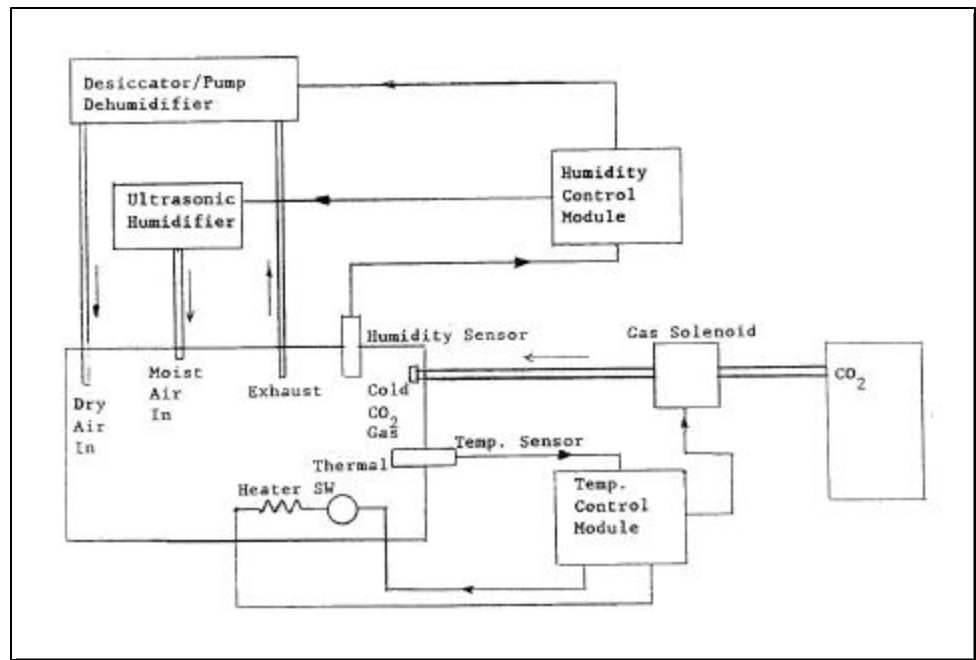 Desiccator/Pump
Dehumidifier
Ultrasonic
Humidifier
Humidity
Control
Module
Humidity Sensor
Gas Solenoid
CO2
Dry
Air
In
Moist
Air
In
Exhaust
Cold
CO2
Gas
Temp. Sensor
Thermal
Heater SW
Temp.
Control
Module